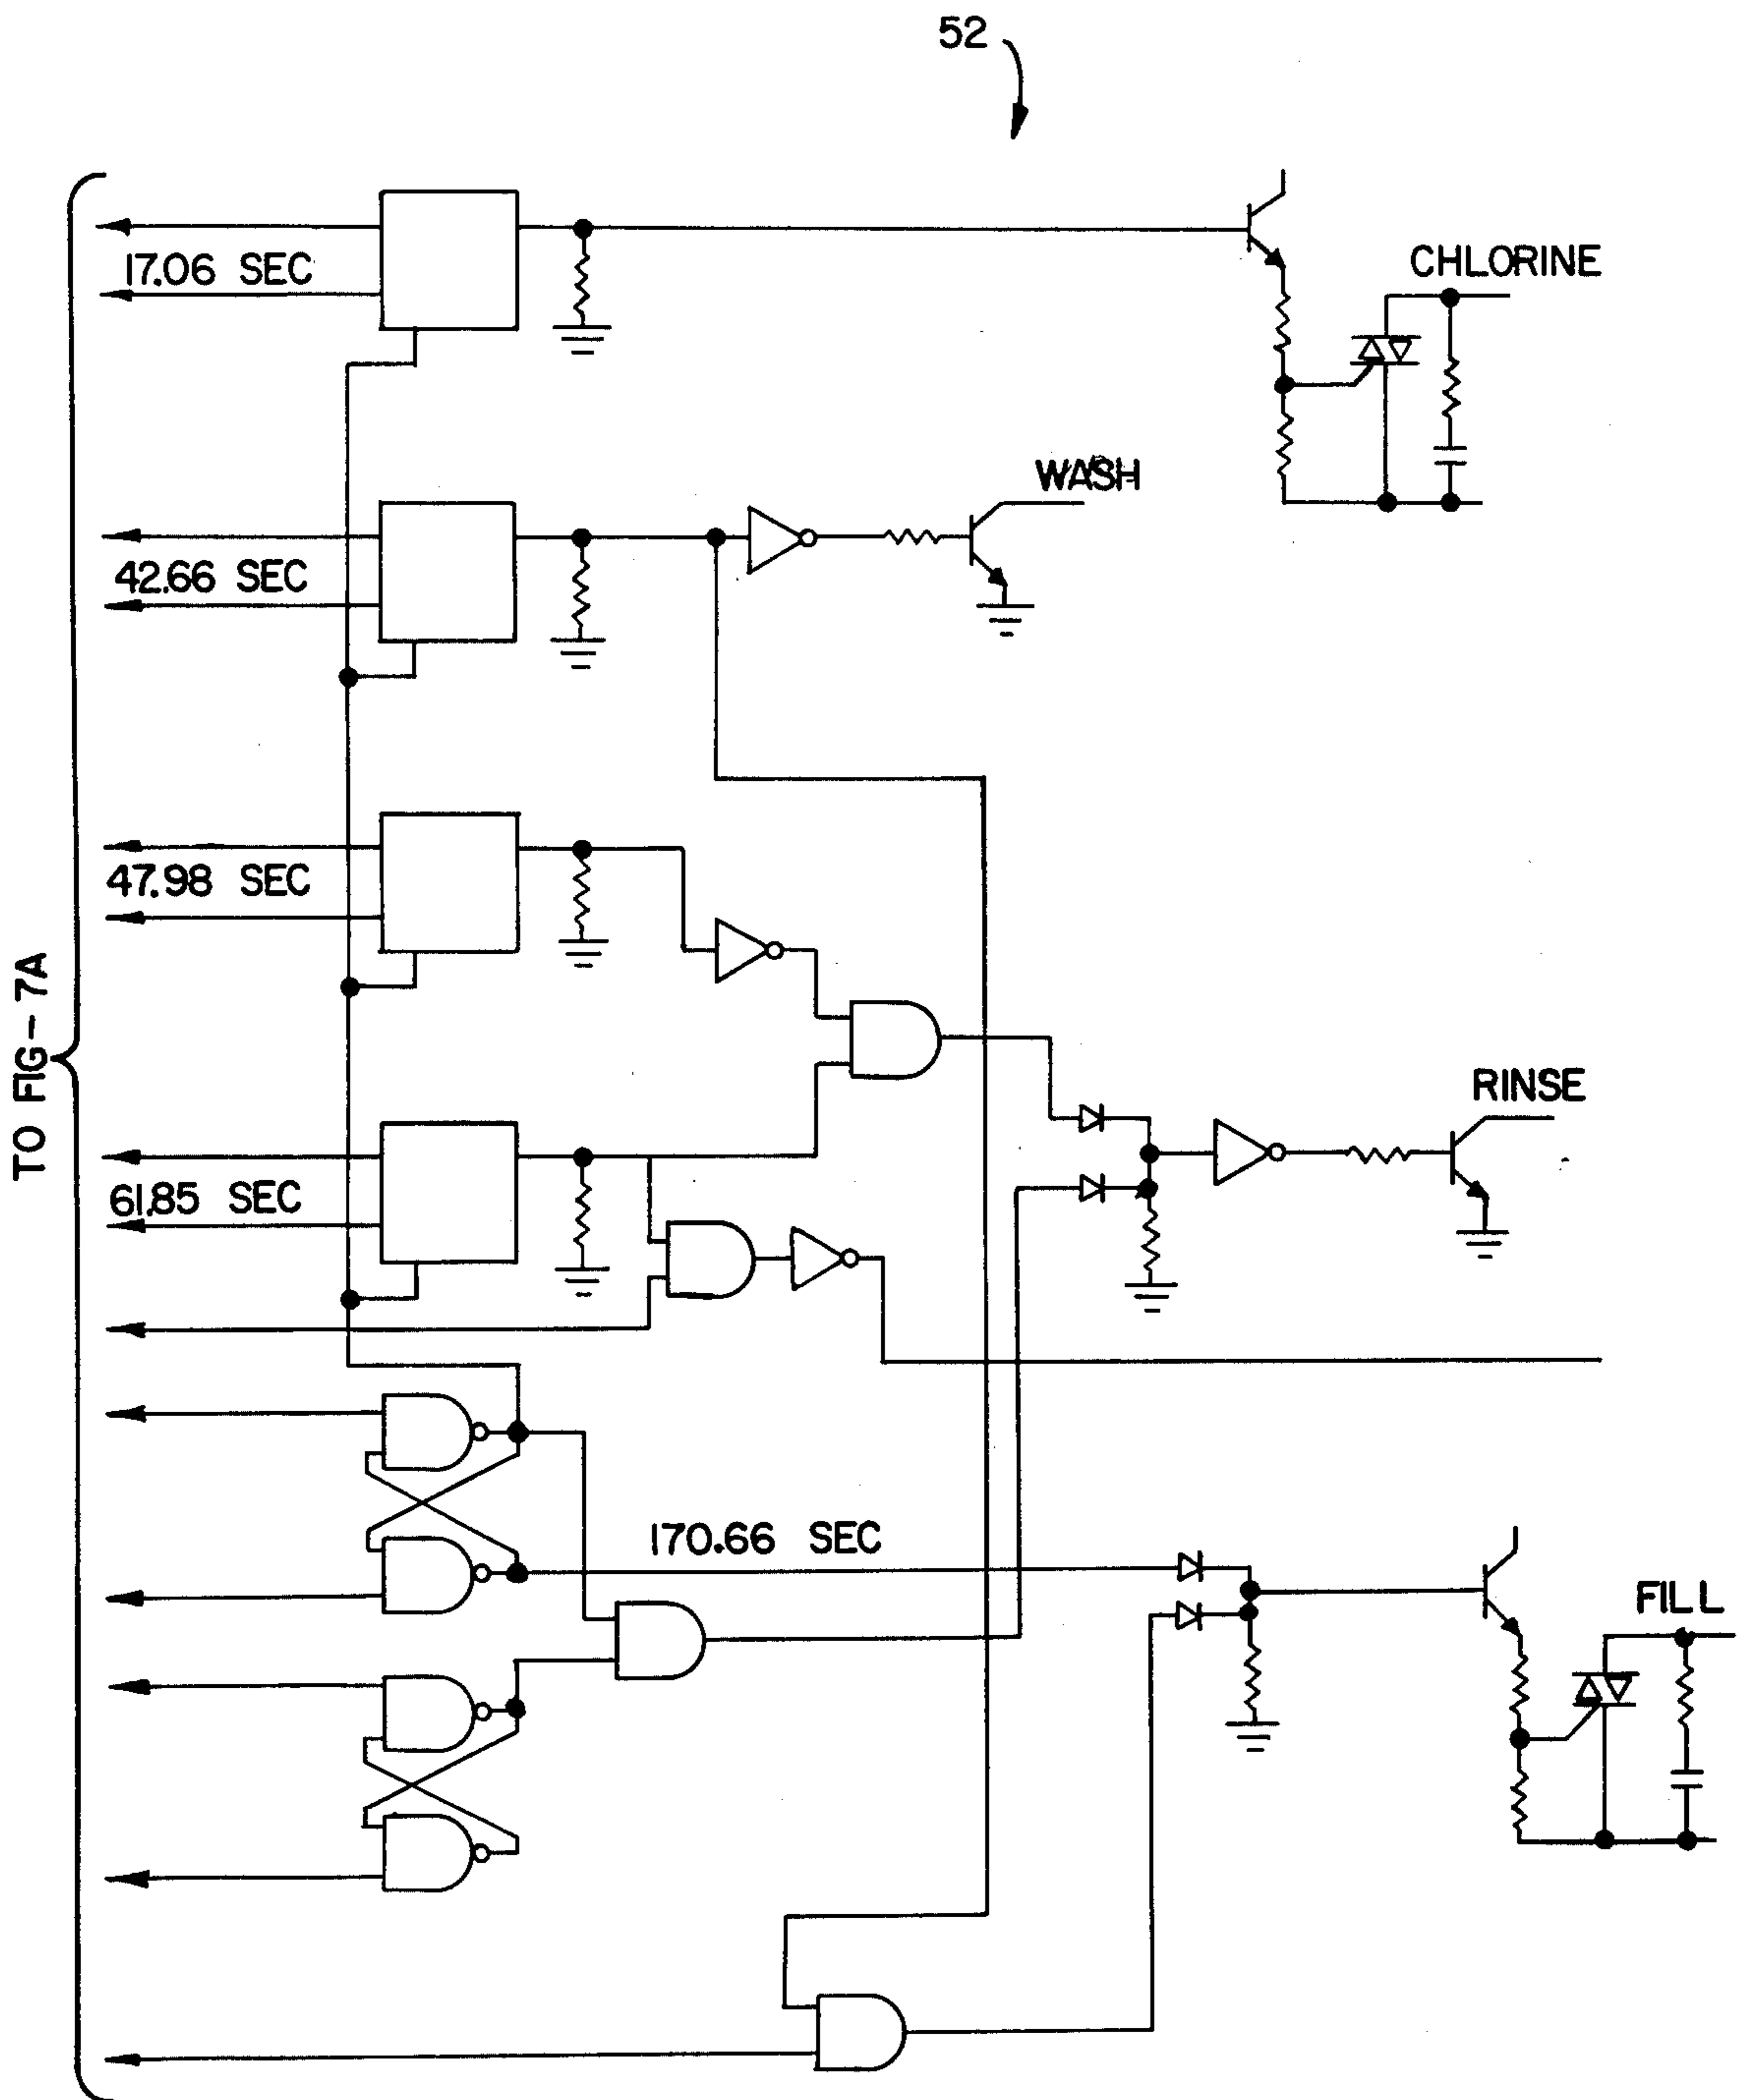 52
17.06 SEC
CHLORINE
WASH
42.66 SEC
47.98 SEC
TO FIG-7A
RINSE
61.85 SEC
170.66 SEC
FILL